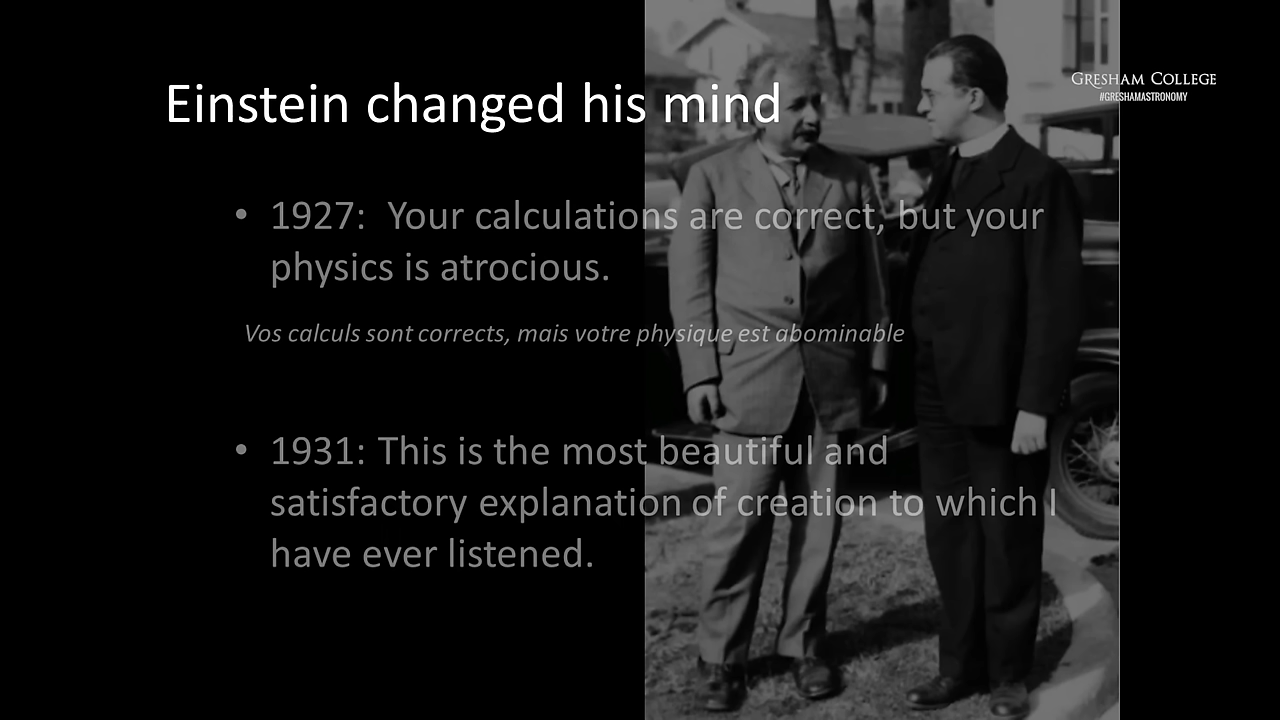 Einstein changed his mind
GRESHAM COLLEGE
#GRESHAMASTRONOMY
• 1927: Your calculations are correct, but your
physics is atrocious.
Vos calculs sont corrects, mais votre physique est abominable
• 1931: This is the most beautiful and
satisfactory explanation of creation to which I
have ever listened.